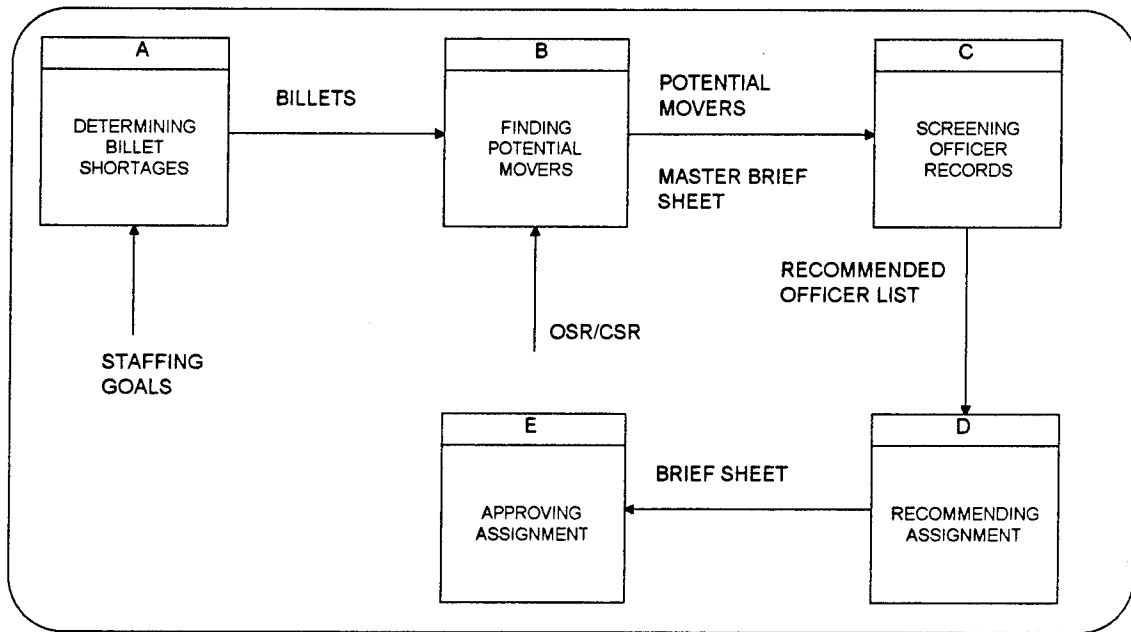 A
DETERMINING
BILLET
SHORTAGES
BILLETS
B
FINDING
POTENTIAL
MOVERS
POTENTIAL
MOVERS
MASTER BRIEF
SHEET
C
SCREENING
OFFICER
RECORDS
STAFFING
GOALS
OSR/CSR
RECOMMENDED
OFFICER LIST
D
RECOMMENDING
ASSIGNMENT
BRIEF SHEET
E
APPROVING
ASSIGNMENT